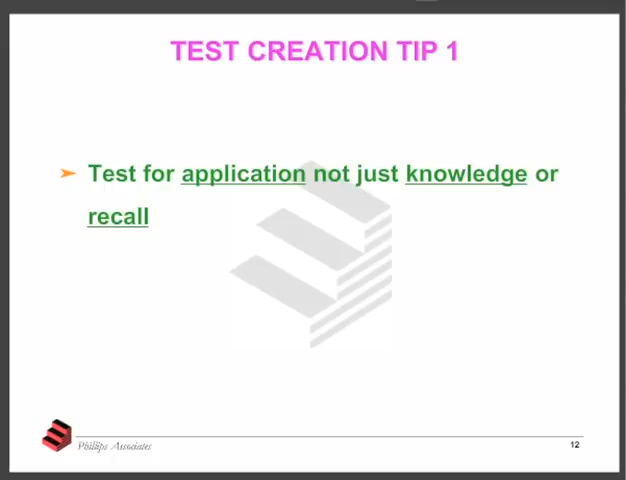 TEST CREATION TIP 1
➢ Test for application not just knowledge or
recall
Phillips Associates
12